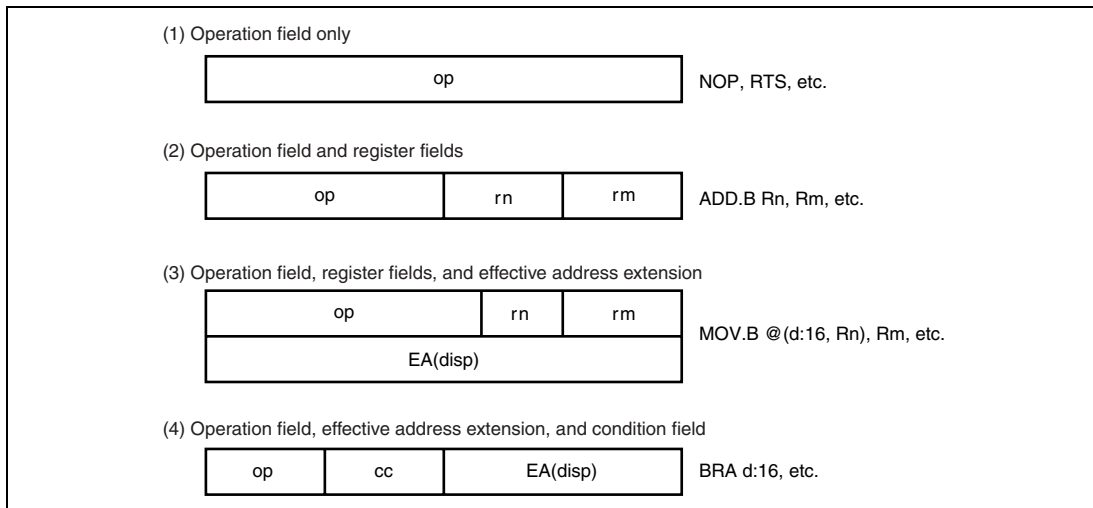 (1) Operation field only
op
NOP, RTS, etc.
(2) Operation field and register fields
op rn rm
ADD.B Rn, Rm, etc.
(3) Operation field, register fields, and effective address extension
op rn rm
MOV.B @(d:16, Rn), Rm, etc.
EA(disp)
(4) Operation field, effective address extension, and condition field
op cc EA(disp)
BRA d:16, etc.